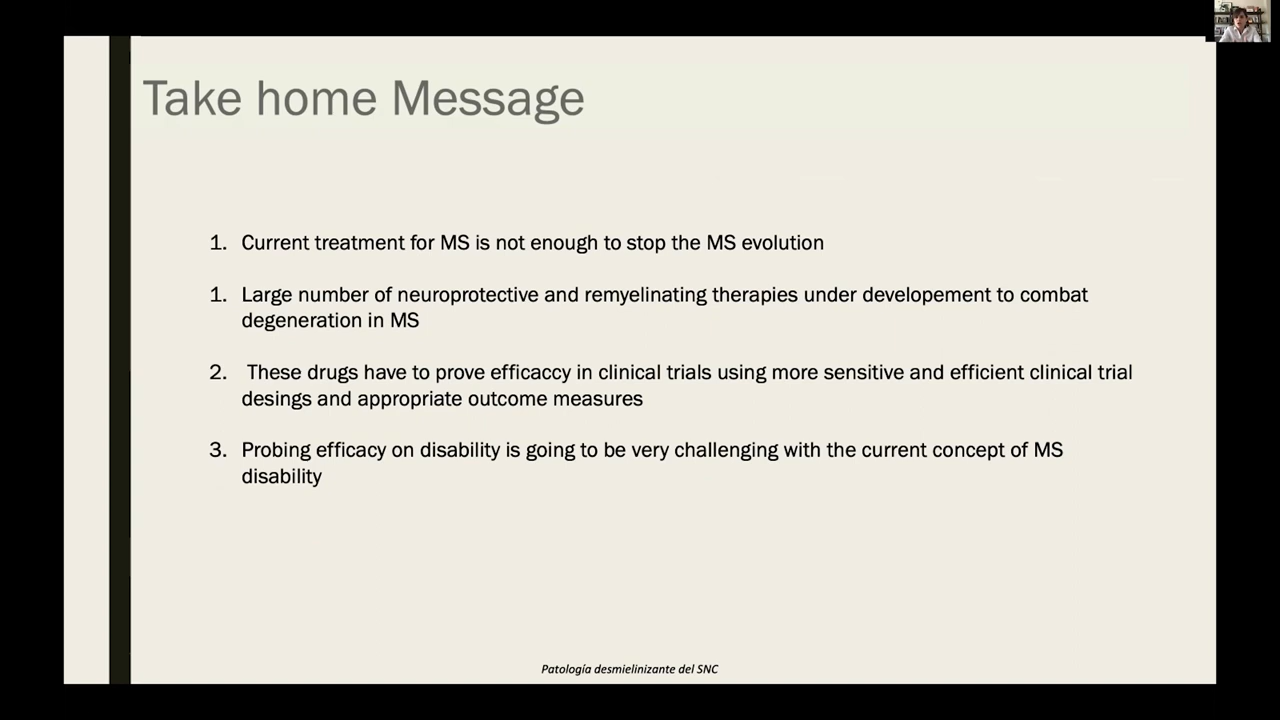 Take home Message
1. Current treatment for MS is not enough to stop the MS evolution
1. Large number of neuroprotective and remyelinating therapies under developement to combat
degeneration in MS
2. These drugs have to prove efficaccy in clinical trials using more sensitive and efficient clinical trial
desings and appropriate outcome measures
3. Probing efficacy on disability is going to be very challenging with the current concept of MS
disability
Patología desmielinizante del SNC